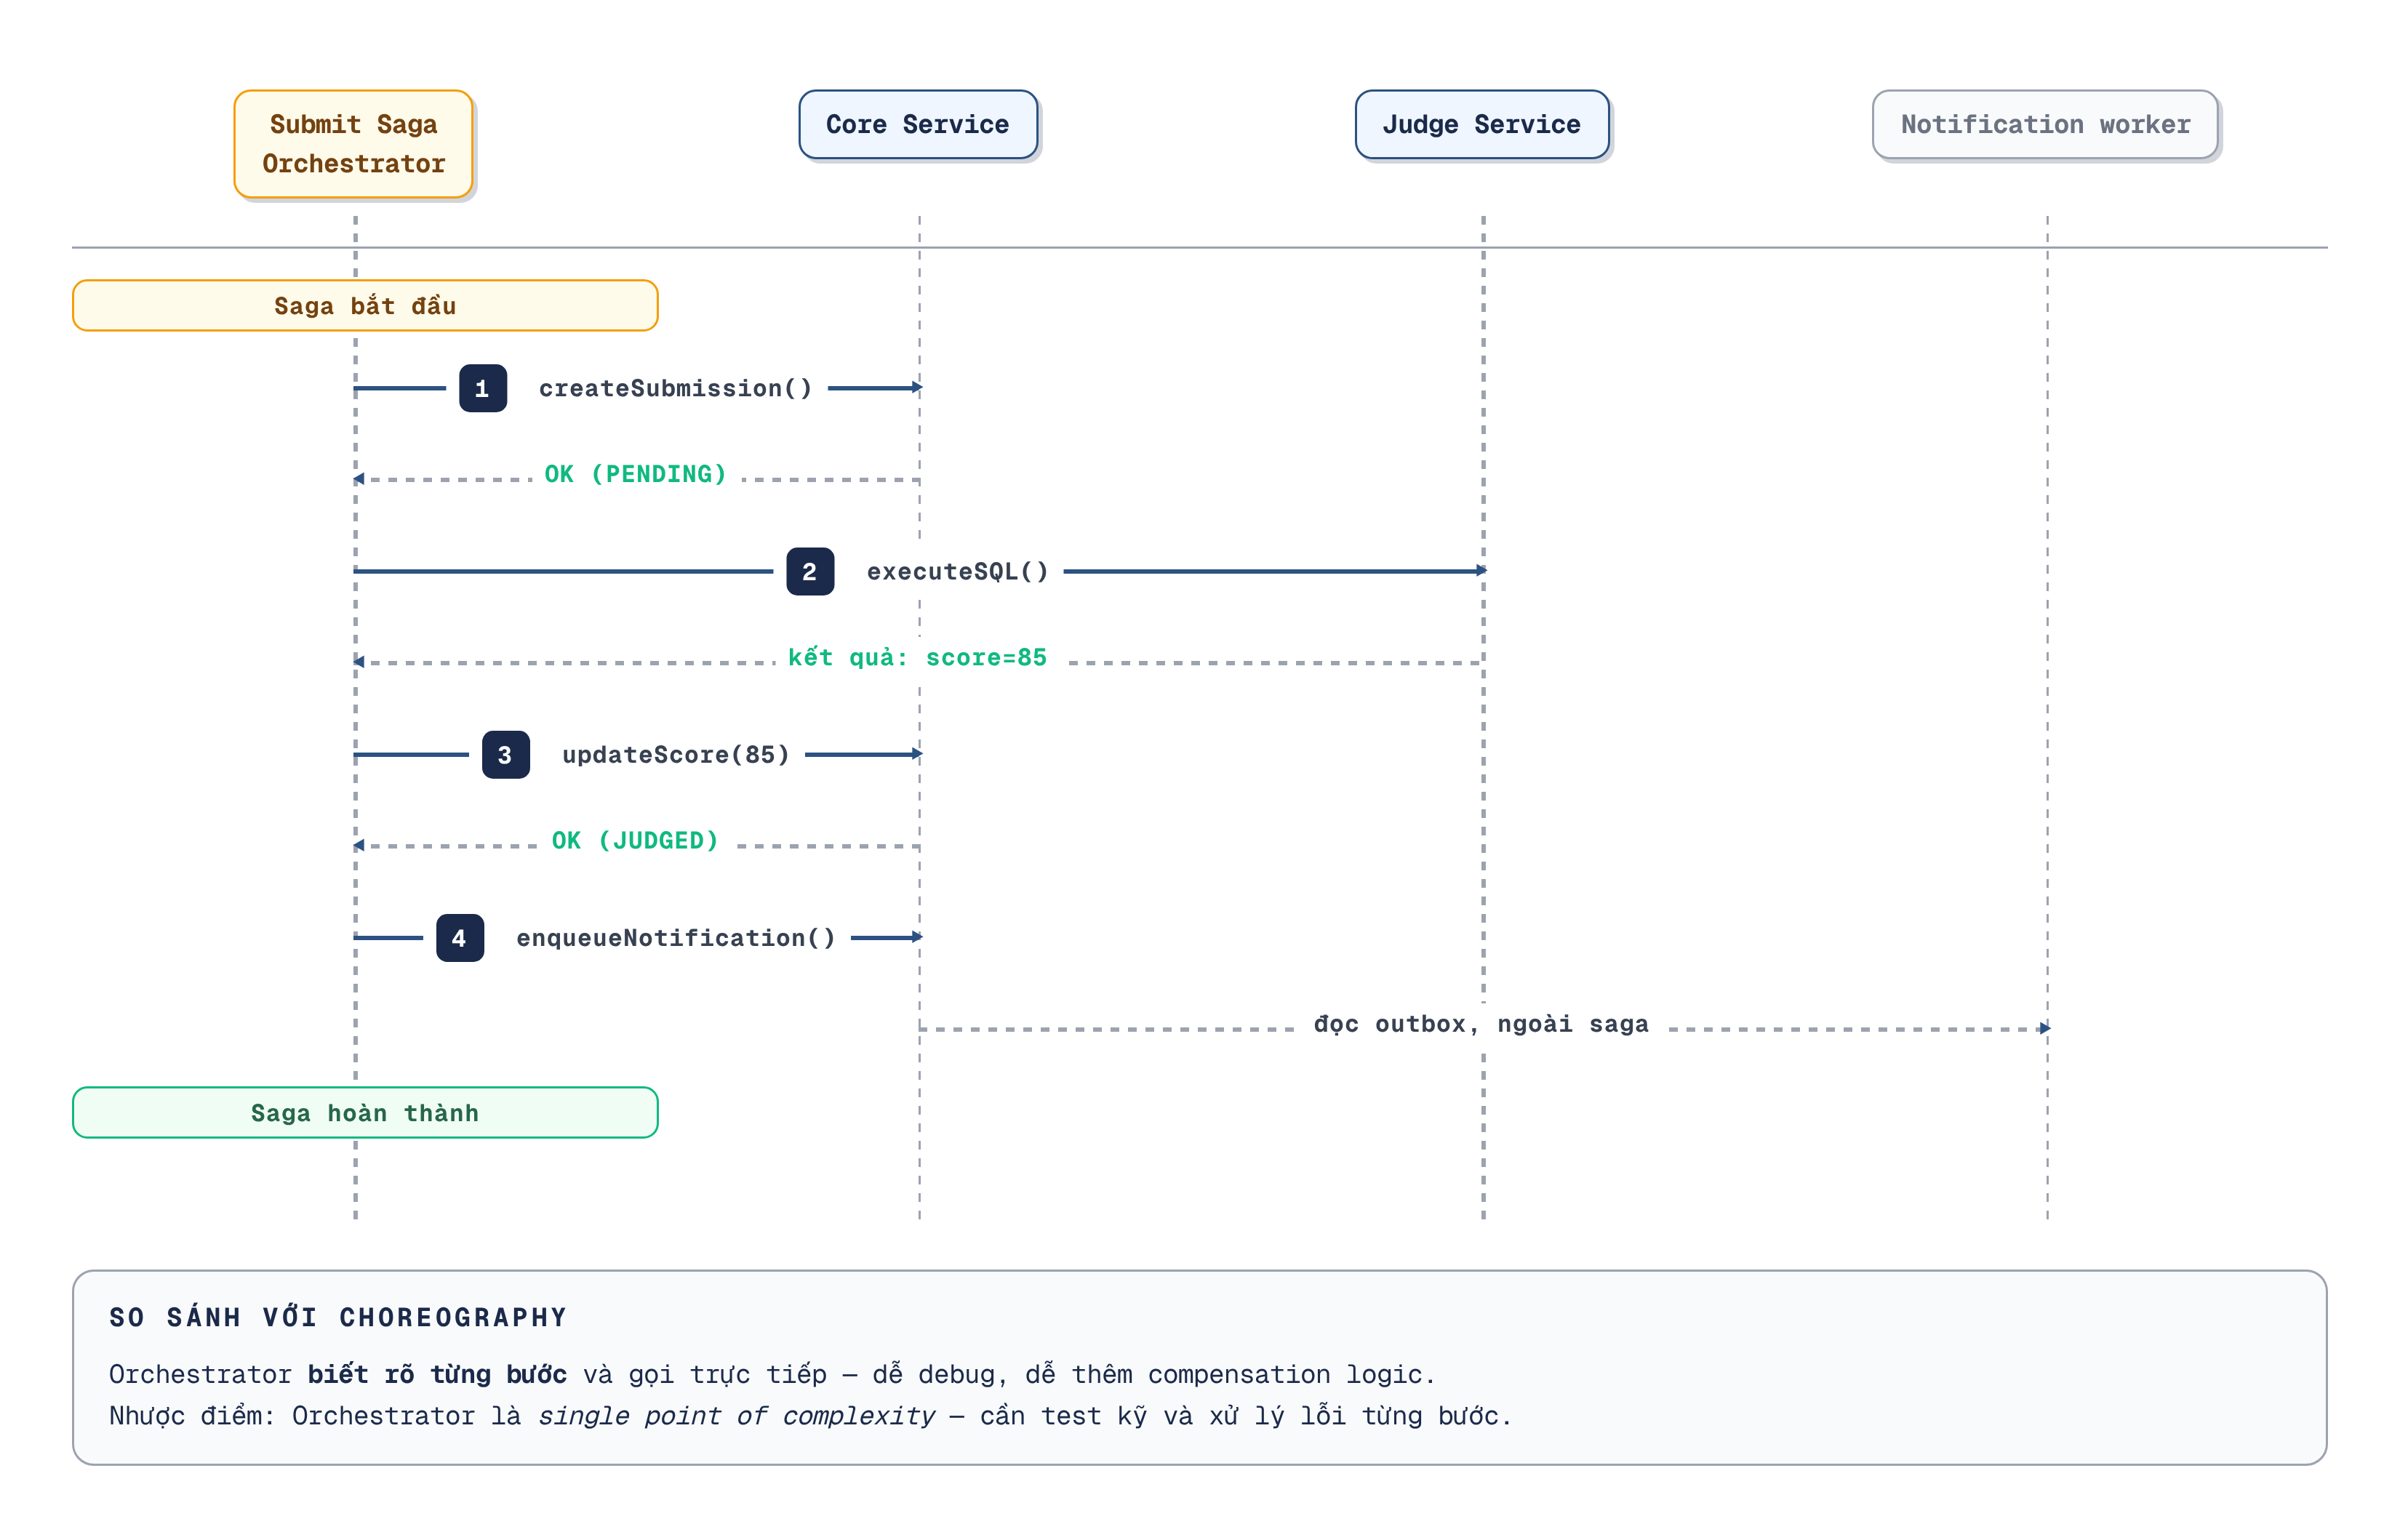 Submit Saga
Orchestrator
Core Service
Judge Service
Notification worker
Saga bắt đầu
1 createSubmission()
OK (PENDING)
2 executeSQL()
kết quả: score=85
3 updateScore(85)
OK (JUDGED)
4 enqueueNotification()
đọc outbox, ngoài saga
Saga hoàn thành
SO SÁNH VỚI CHOREOGRAPHY
Orchestrator biết rõ từng bước và gọi trực tiếp — dễ debug, dễ thêm compensation logic.
Nhược điểm: Orchestrator là single point of complexity — cần test kỹ và xử lý lỗi từng bước.